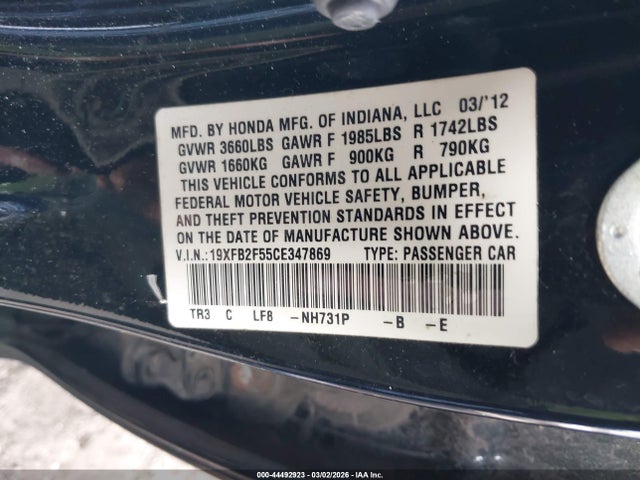 MFD. BY HONDA MFG. OF INDIANA, LLC 03/'12
GVWR 3660LBS GAWR F 1985LBS R 1742LBS
GVWR 1660KG GAWR F 900KG R 790KG
THIS VEHICLE CONFORMS TO ALL APPLICABLE
FEDERAL MOTOR VEHICLE SAFETY, BUMPER,
AND THEFT PREVENTION STANDARDS IN EFFECT
ON THE DATE OF MANUFACTURE SHOWN ABOVE.
V.I.N.:19XFB2F55CE347869 TYPE: PASSENGER CAR
TR3 C LF8 -NH731P -B -E
000-44492923 | 03/02/2026 - IAA Inc.